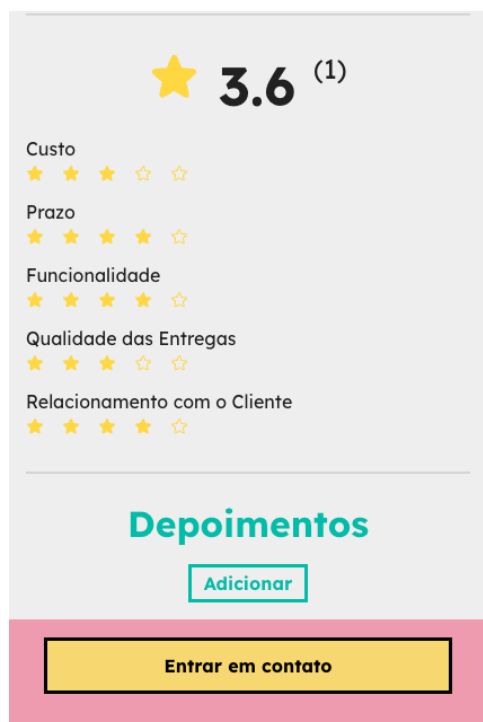 3.6 (1)
Custo
Prazo
Funcionalidade
Qualidade das Entregas
Relacionamento com o Cliente
Depoimentos
Adicionar
Entrar em contato